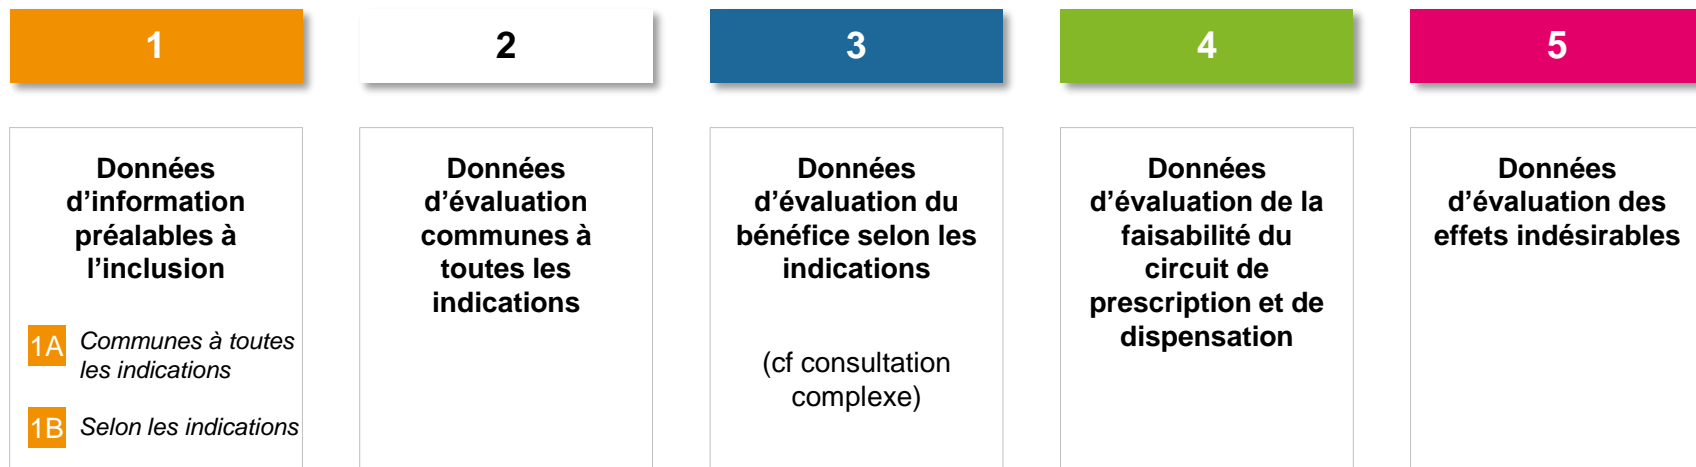 1
Données
d’information
préalables à
l’inclusion
1A
Communes à toutes
les indications
1B
Selon les indications
2
Données
d’évaluation
communes à
toutes les
indications
3
Données
d’évaluation du
bénéfice selon les
indications
(cf consultation
complexe)
4
Données
d’évaluation de la
faisabilité du
circuit de
prescription et de
dispensation
5
Données
d’évaluation des
effets indésirables